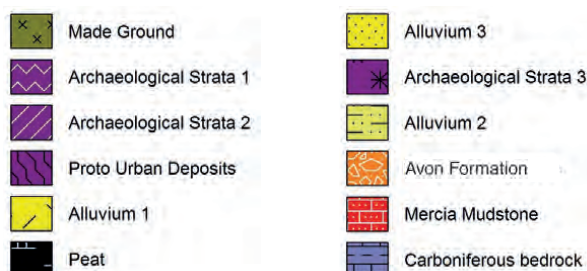 Made Ground
Archaeological Strata 1
Archaeological Strata 2
Proto Urban Deposits
Alluvium 1
Peat
Alluvium 3
Archaeological Strata 3
Alluvium 2
Avon Formation
Mercia Mudstone
Carboniferous bedrock